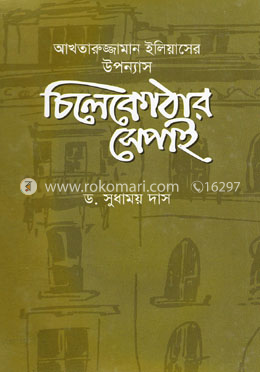 আখতারুজ্জামান ইলিয়াসের
উপন্যাস
চিলেকোঠার
সেপাই
www.rokomari.com 16297
ড. সুধাময় দাস